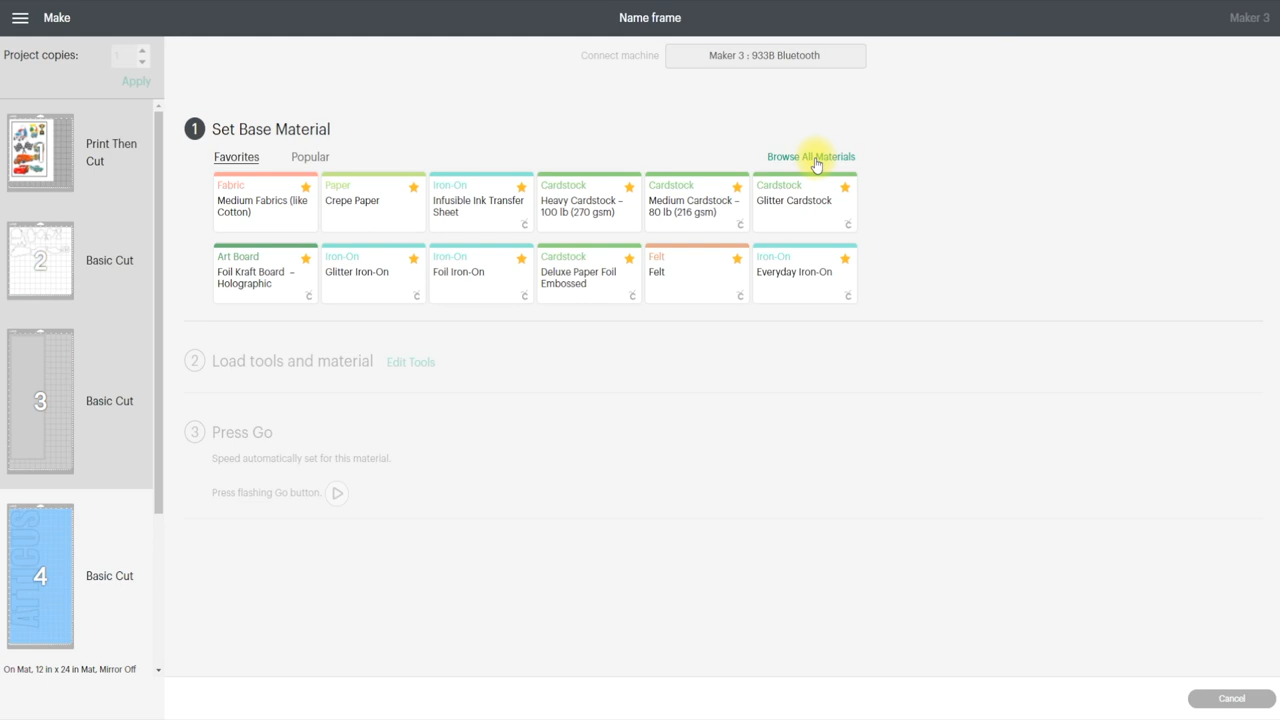 Make
Name frame
Maker 3
Project copies:
1
Apply
Connect machine
Maker 3 : 933B Bluetooth
Print Then
Cut
2
Basic Cut
3
Basic Cut
ATTICUS
4
Basic Cut
On Mat, 12 in x 24 in Mat, Mirror Off
1 Set Base Material
Favorites
Popular
Browse All Materials
Fabric
Medium Fabrics (like
Cotton)
Paper
Crepe Paper
Iron-On
Infusible Ink Transfer
Sheet
Cardstock
Heavy Cardstock –
100 lb (270 gsm)
Cardstock
Medium Cardstock –
80 lb (216 gsm)
Cardstock
Glitter Cardstock
Art Board
Foil Kraft Board –
Holographic
Iron-On
Glitter Iron-On
Iron-On
Foil Iron-On
Cardstock
Deluxe Paper Foil
Embossed
Felt
Felt
Iron-On
Everyday Iron-On
2 Load tools and material Edit Tools
3 Press Go
Speed automatically set for this material.
Press flashing Go button.
Cancel